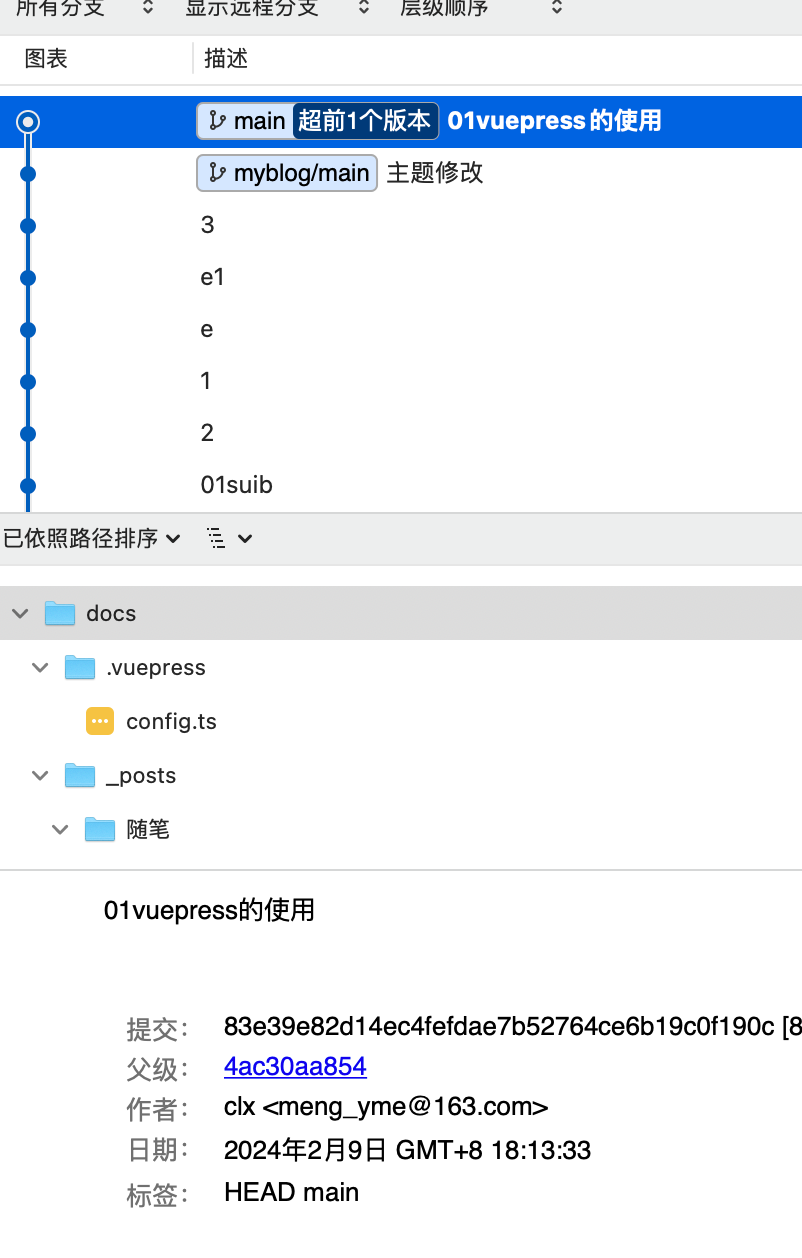 所有分支 显示远程分支 层级顺序
图表 描述
main 超前1个版本 01vuepress的使用
myblog/main 主题修改
3
e1
e
1
2
01suib
已依照路径排序
docs
.vuepress
config.ts
_posts
随笔
01vuepress的使用
提交: 83e39e82d14ec4fefdae7b52764ce6b19c0f190c [8
父级: 4ac30aa854
作者: clx <meng_yme@163.com>
日期: 2024年2月9日 GMT+8 18:13:33
标签: HEAD main